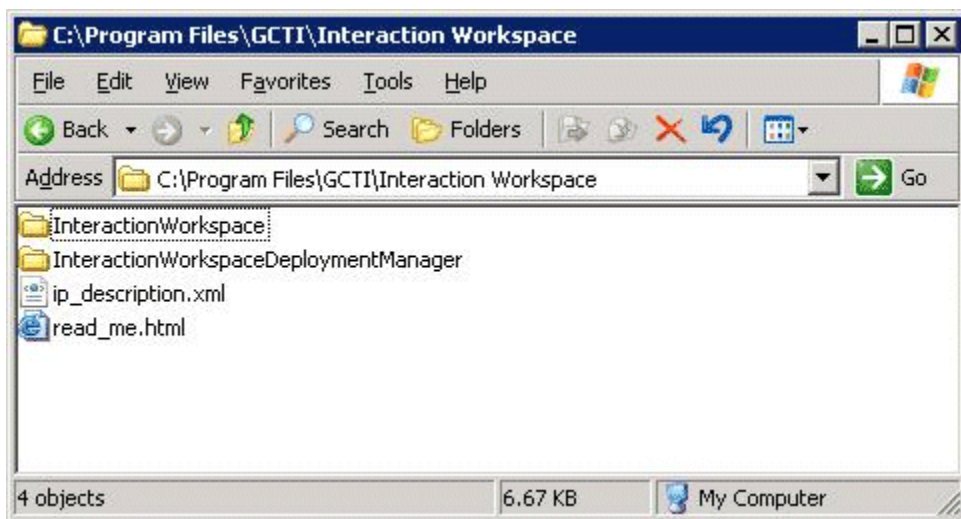 C:\Program Files\GCTI\Interaction Workspace
File Edit View Favorites Tools Help
Back Search Folders
Address C:\Program Files\GCTI\Interaction Workspace Go
InteractionWorkspace
InteractionWorkspaceDeploymentManager
ip_description.xml
read_me.html
4 objects 6.67 KB My Computer